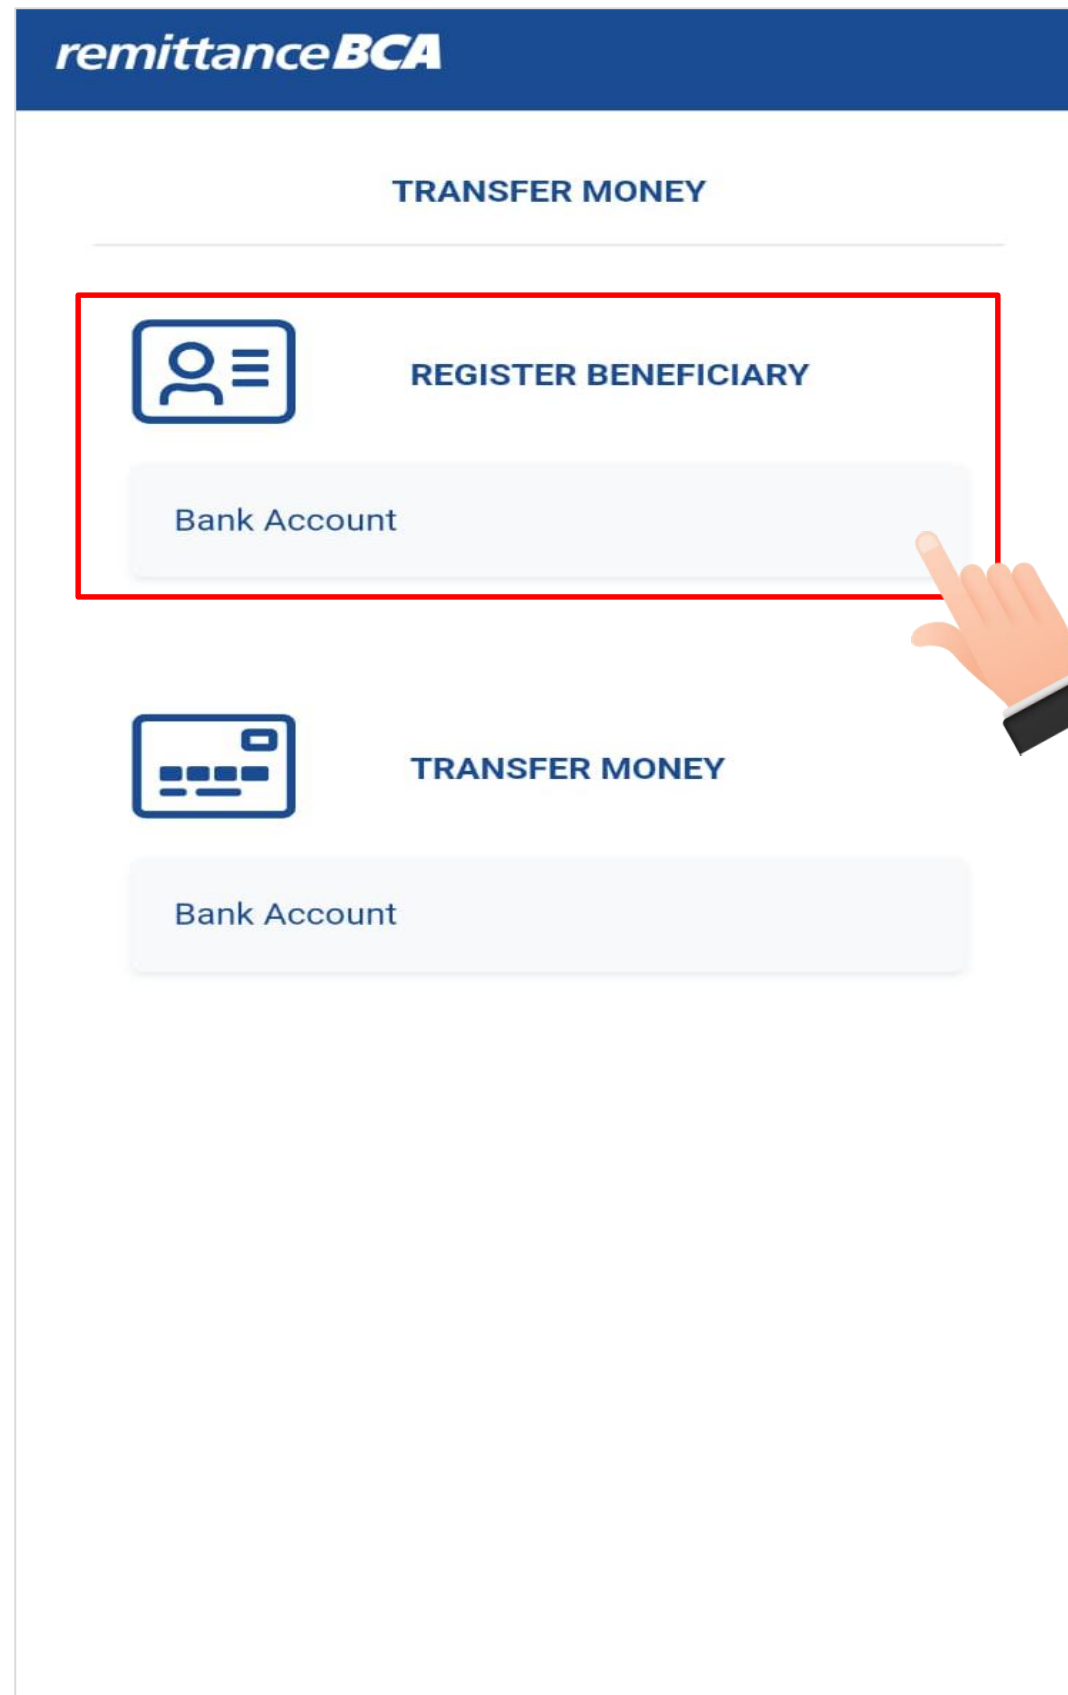 remittanceBCA
TRANSFER MONEY
REGISTER BENEFICIARY
Bank Account
TRANSFER MONEY
Bank Account